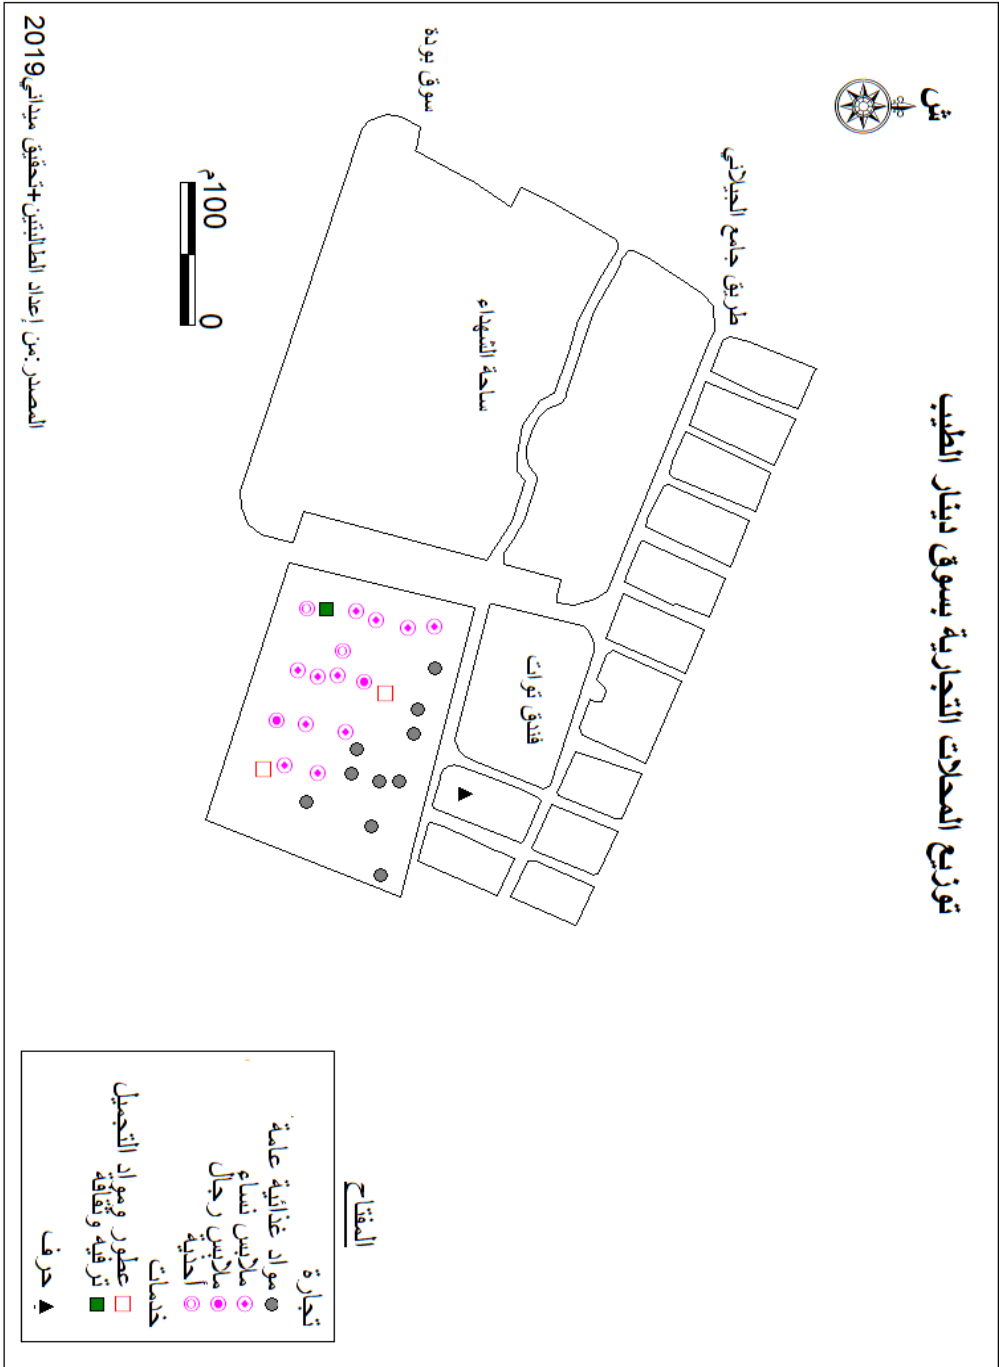 توزيع المحلات التجارية بسوق دينار الطيب
ش
طريق جامع الجيلاني
سوق بودة
ساحة الشهداء
فندق توات
المفتاح
تجارة
مواد غذائية عامة
ملابس نساء
ملابس رجال
أحذية
خدمات
عطور ومواد التجميل
ترفيه وثقافة
حرف
0 100م
المصدر:من إعداد الطالبتين+تحقيق ميداني2019